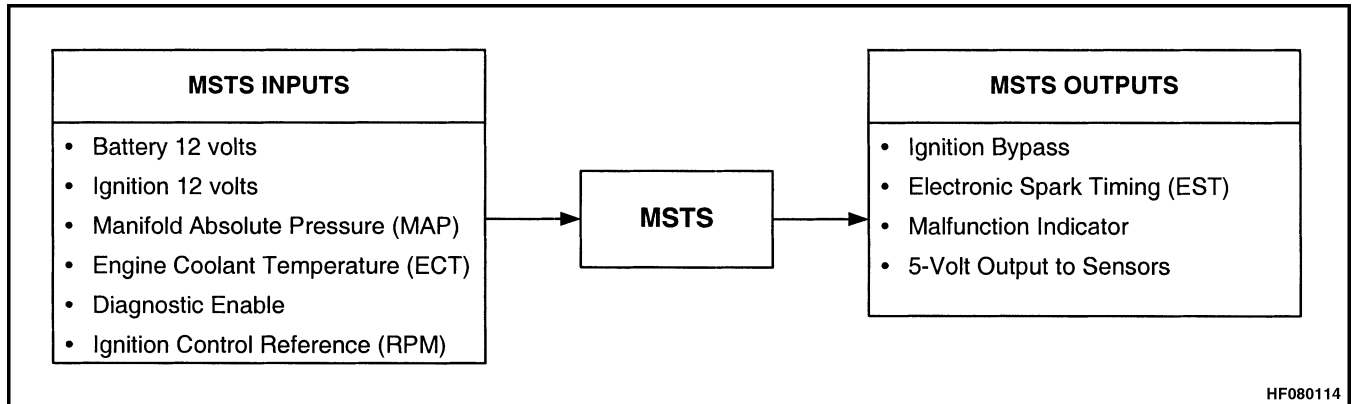 MSTS INPUTS
• Battery 12 volts
• Ignition 12 volts
• Manifold Absolute Pressure (MAP)
• Engine Coolant Temperature (ECT)
• Diagnostic Enable
• Ignition Control Reference (RPM)
MSTS
MSTS OUTPUTS
• Ignition Bypass
• Electronic Spark Timing (EST)
• Malfunction Indicator
• 5-Volt Output to Sensors
HF080114